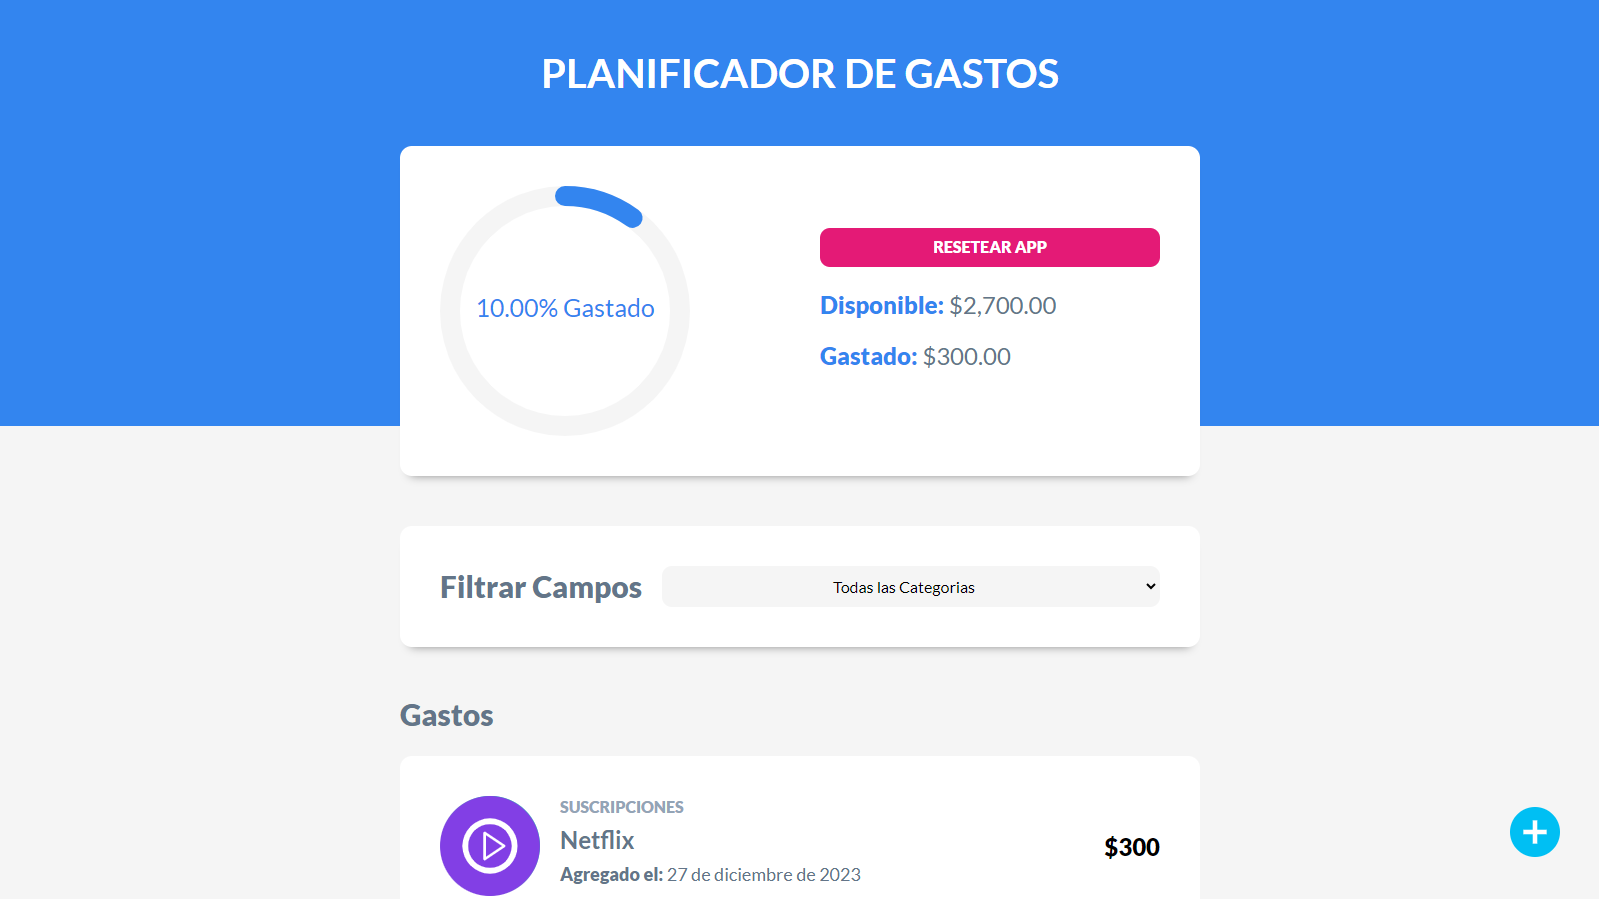 PLANIFICADOR DE GASTOS
10.00% Gastado
RESETEAR APP
Disponible: $2,700.00
Gastado: $300.00
Filtrar Campos
Todas las Categorias
Gastos
SUSCRIPCIONES
Netflix
Agregado el: 27 de diciembre de 2023
$300